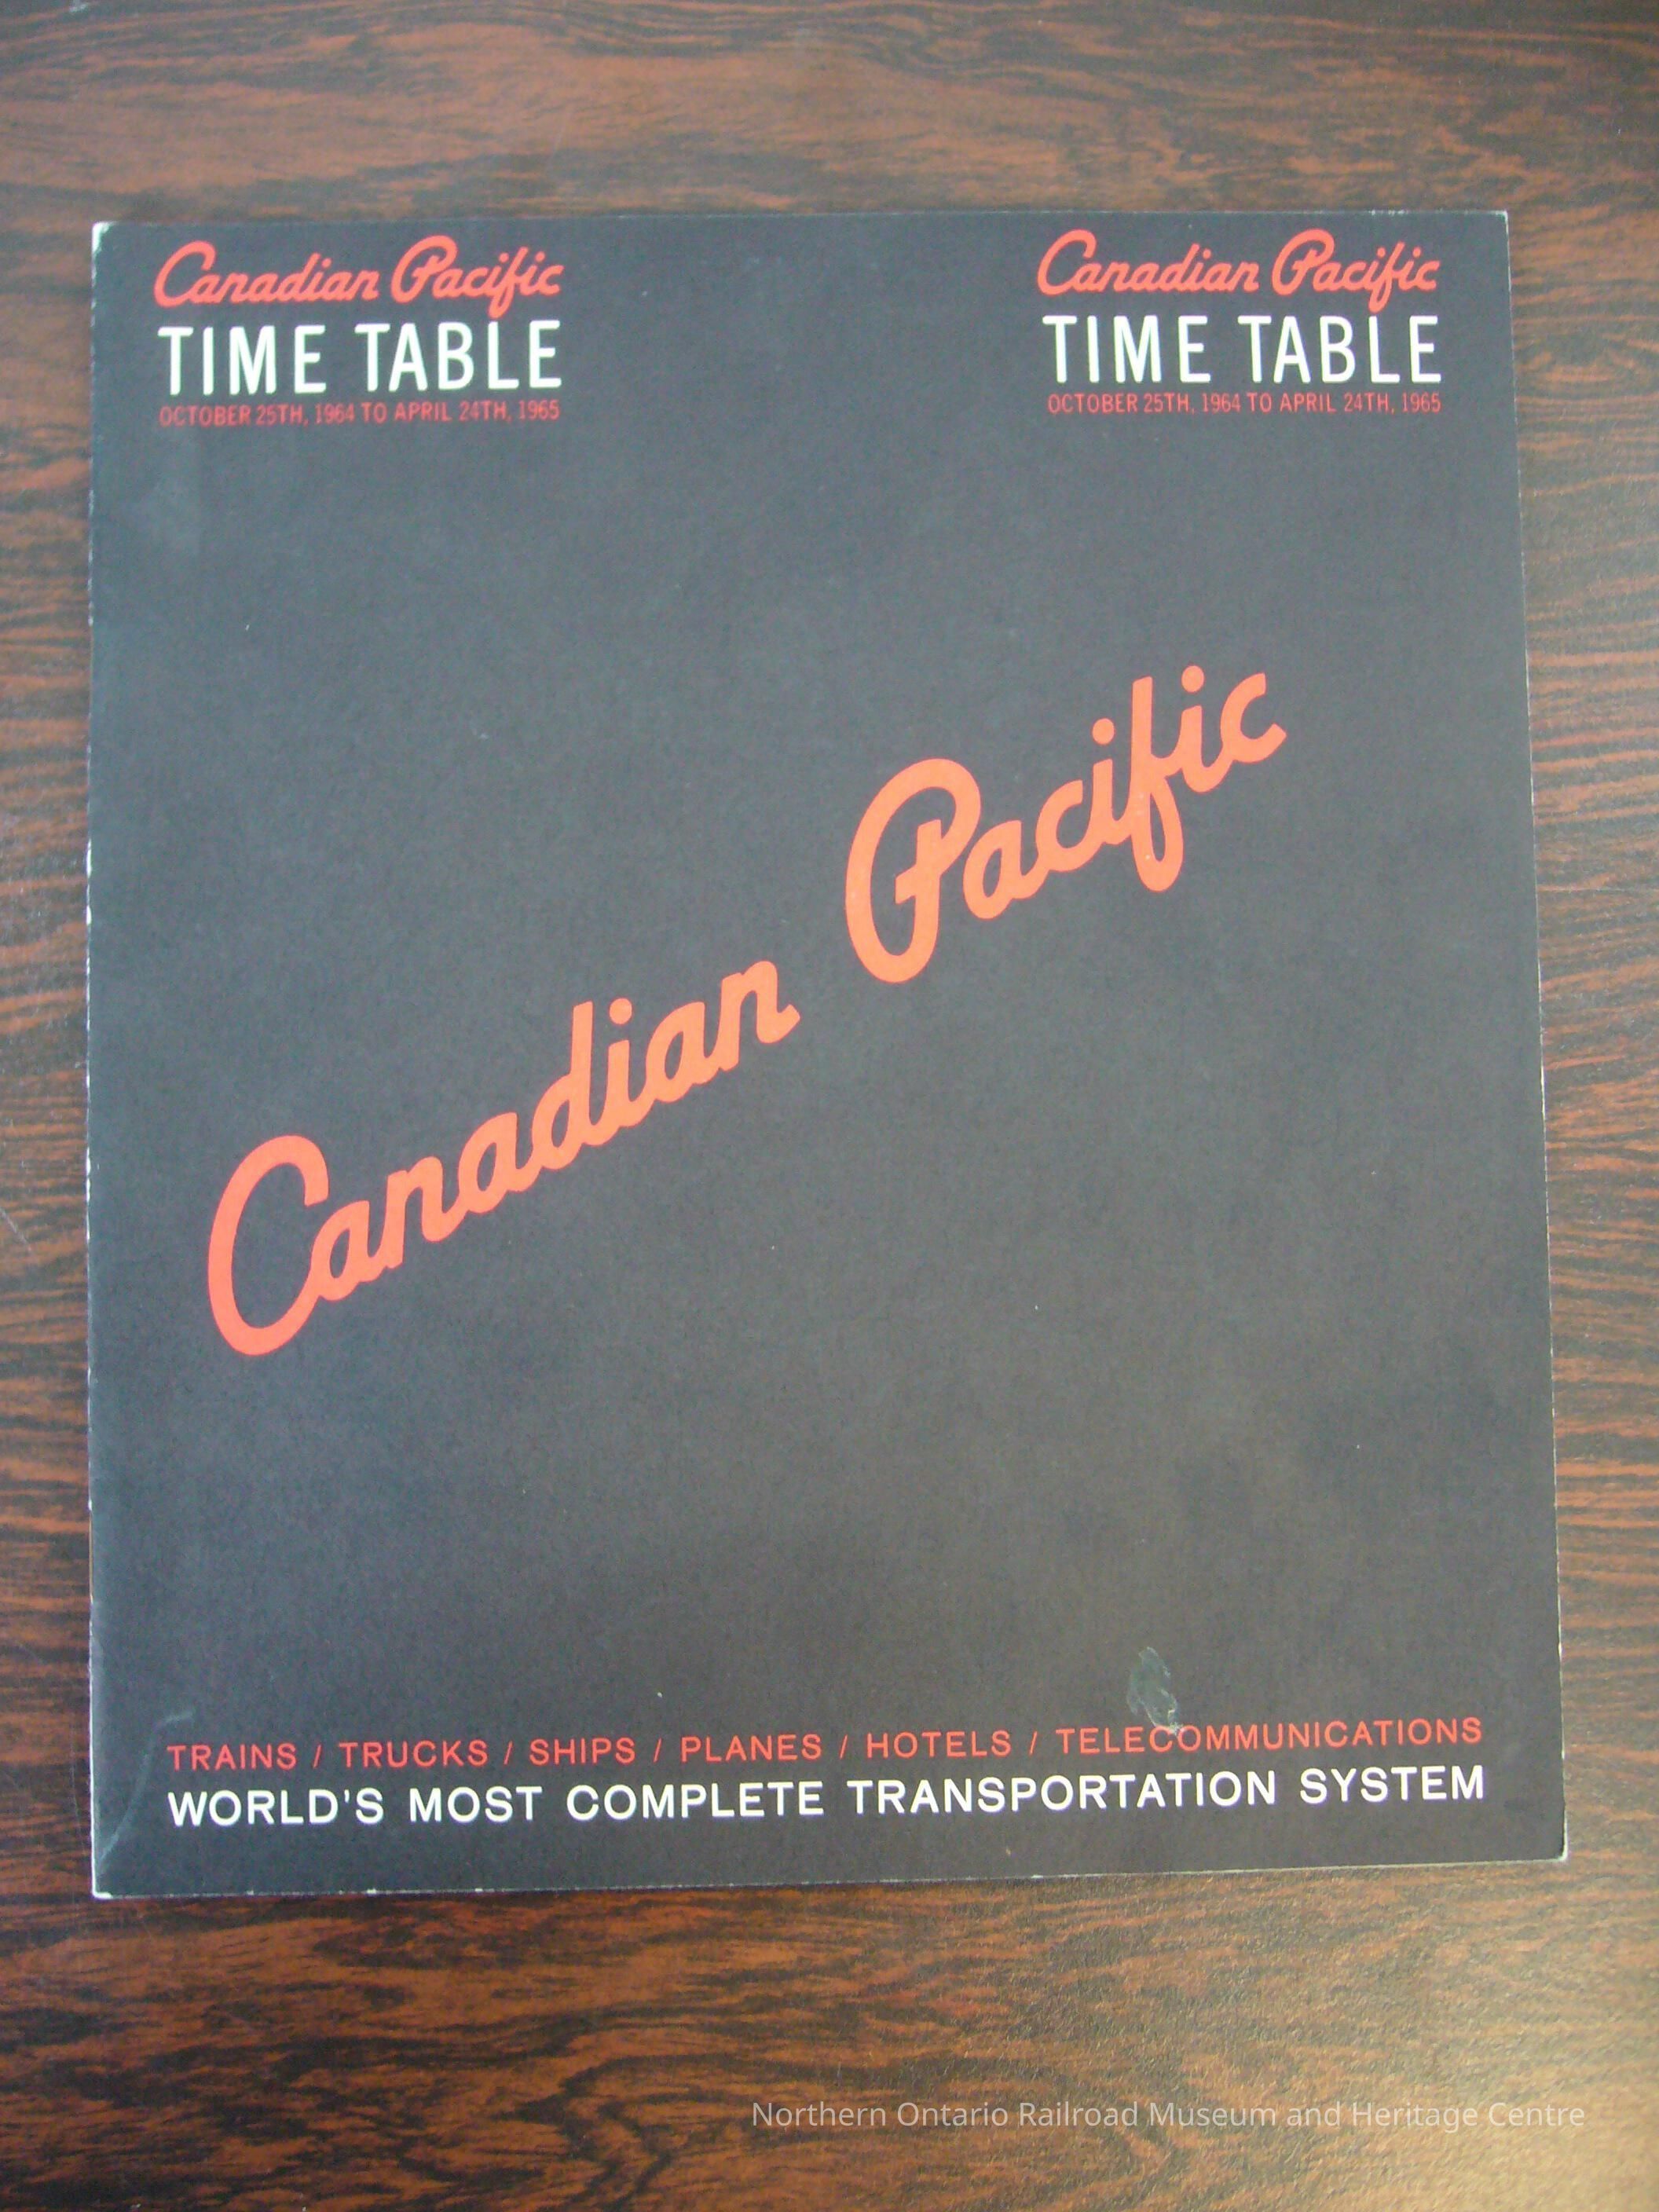 Canadian Pacific
TIME TABLE
OCTOBER 25TH, 1964 TO APRIL 24TH, 1965
Canadian Pacific
TIME TABLE
OCTOBER 25TH, 1964 TO APRIL 24TH, 1965
Canadian Pacific
TRAINS / TRUCKS / SHIPS / PLANES / HOTELS / TELECOMMUNICATIONS
WORLD'S MOST COMPLETE TRANSPORTATION SYSTEM
Northern Ontario Railroad Museum and Heritage Centre